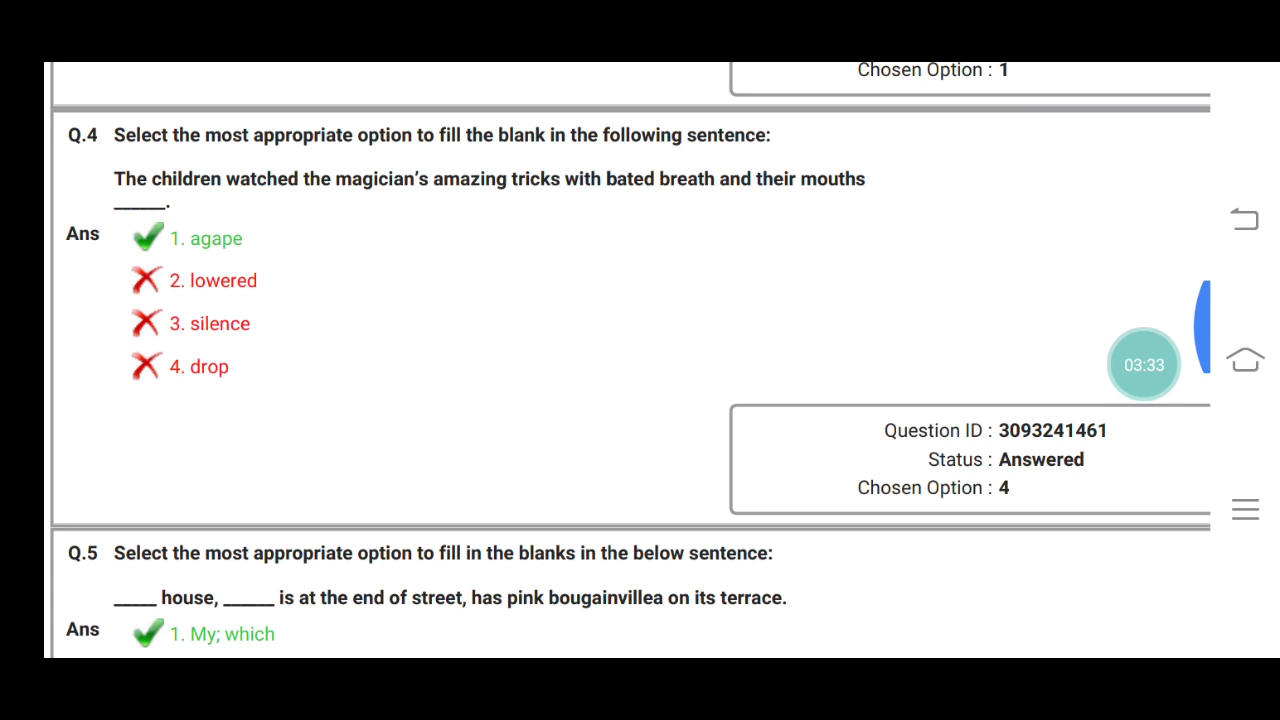 Chosen Option : 1
Q.4 Select the most appropriate option to fill the blank in the following sentence:
The children watched the magician’s amazing tricks with bated breath and their mouths
______.
Ans 1. agape
2. lowered
3. silence
4. drop
03:33
Question ID : 3093241461
Status : Answered
Chosen Option : 4
Q.5 Select the most appropriate option to fill in the blanks in the below sentence:
_____ house, ______ is at the end of street, has pink bougainvillea on its terrace.
Ans 1. My; which